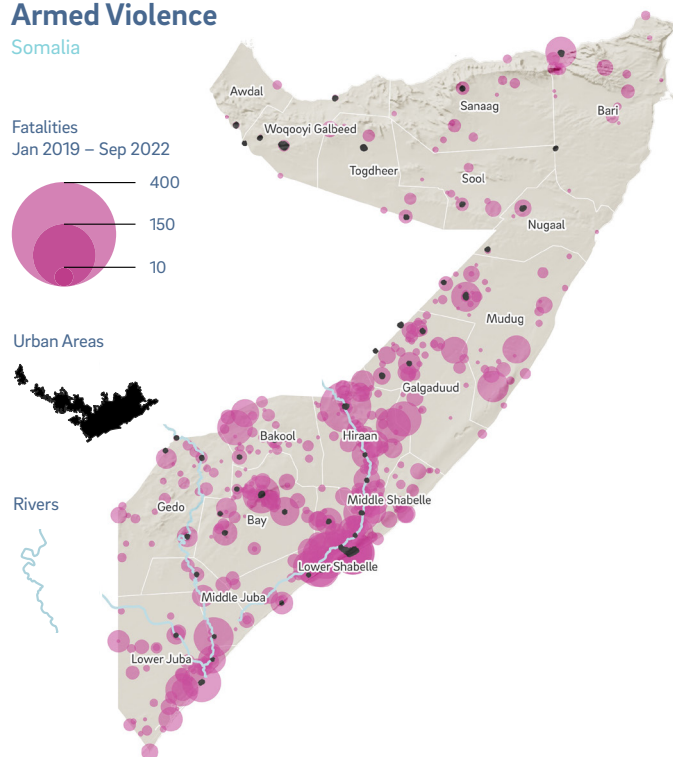 Armed Violence
Somalia
Fatalities
Jan 2019 – Sep 2022
400
150
10
Urban Areas
Rivers
Awdal
Woqooyi Galbeed
Togdheer
Sanaag
Bari
Sool
Nugaal
Mudug
Galgaduud
Hiraan
Bakool
Middle Shabelle
Gedo
Bay
Lower Shabelle
Middle Juba
Lower Juba